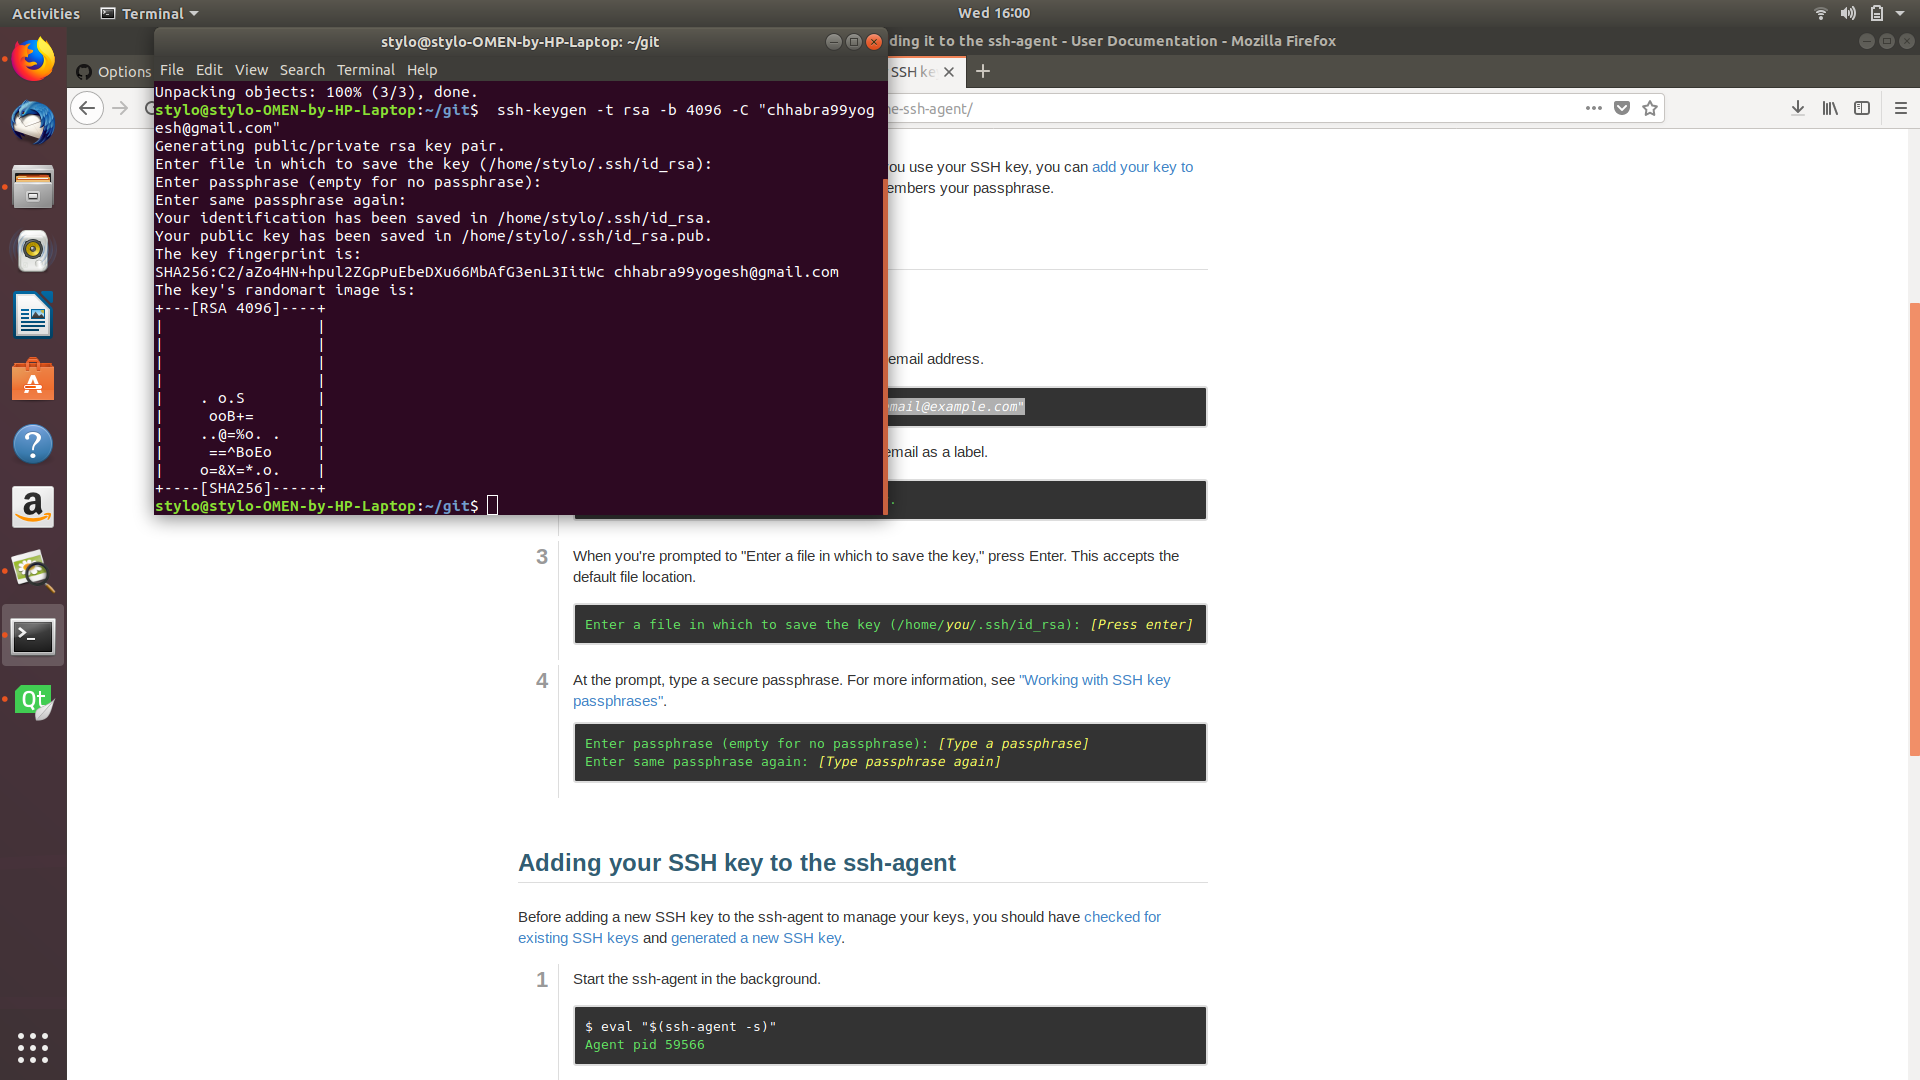 Activities Terminal Wed 16:00
stylo@stylo-OMEN-by-HP-Laptop: ~/git
ding it to the ssh-agent - User Documentation - Mozilla Firefox
File Edit View Search Terminal Help
Options
SSH ke
ne-ssh-agent/
Unpacking objects: 100% (3/3), done.
stylo@stylo-OMEN-by-HP-Laptop:~/git$  ssh-keygen -t rsa -b 4096 -C "chhabra99yog
esh@gmail.com"
Generating public/private rsa key pair.
Enter file in which to save the key (/home/stylo/.ssh/id_rsa):
Enter passphrase (empty for no passphrase):
Enter same passphrase again:
Your identification has been saved in /home/stylo/.ssh/id_rsa.
Your public key has been saved in /home/stylo/.ssh/id_rsa.pub.
The key fingerprint is:
SHA256:C2/aZo4HN+hpul2ZGpPuEbeDXu66MbAfG3enL3IitWc chhabra99yogesh@gmail.com
The key's randomart image is:
+---[RSA 4096]----+
|                 |
|                 |
|                 |
|                 |
|    . o.S        |
|     ooB+=       |
|    ..@=%o. .    |
|     ==^BoEo     |
|    o=&X=*.o.    |
+----[SHA256]-----+
stylo@stylo-OMEN-by-HP-Laptop:~/git$
ou use your SSH key, you can add your key to
embers your passphrase.
email address.
mail@example.com"
email as a label.
.
3 When you're prompted to "Enter a file in which to save the key," press Enter. This accepts the
default file location.
Enter a file in which to save the key (/home/you/.ssh/id_rsa): [Press enter]
4 At the prompt, type a secure passphrase. For more information, see "Working with SSH key
passphrases".
Enter passphrase (empty for no passphrase): [Type a passphrase]
Enter same passphrase again: [Type passphrase again]
Adding your SSH key to the ssh-agent
Before adding a new SSH key to the ssh-agent to manage your keys, you should have checked for
existing SSH keys and generated a new SSH key.
1 Start the ssh-agent in the background.
$ eval "$(ssh-agent -s)"
Agent pid 59566
Qt